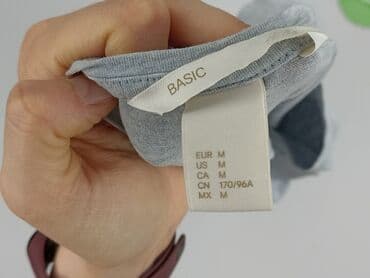 BASIC
EUR M
US M
CA M
CN 170/96A
MX M